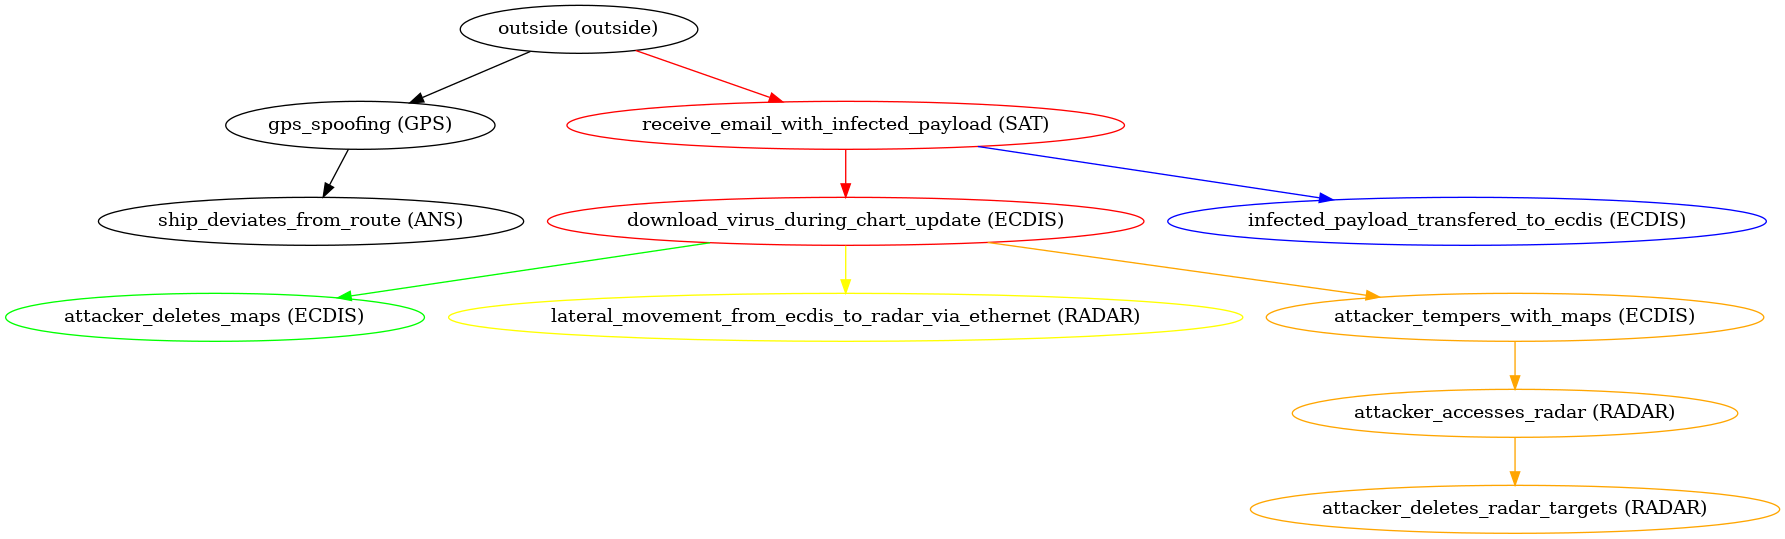 outside (outside)
gps_spoofing (GPS)
receive_email_with_infected_payload (SAT)
ship_deviates_from_route (ANS)
download_virus_during_chart_update (ECDIS)
infected_payload_transfered_to_ecdis (ECDIS)
attacker_deletes_maps (ECDIS)
lateral_movement_from_ecdis_to_radar_via_ethernet (RADAR)
attacker_tempers_with_maps (ECDIS)
attacker_accesses_radar (RADAR)
attacker_deletes_radar_targets (RADAR)